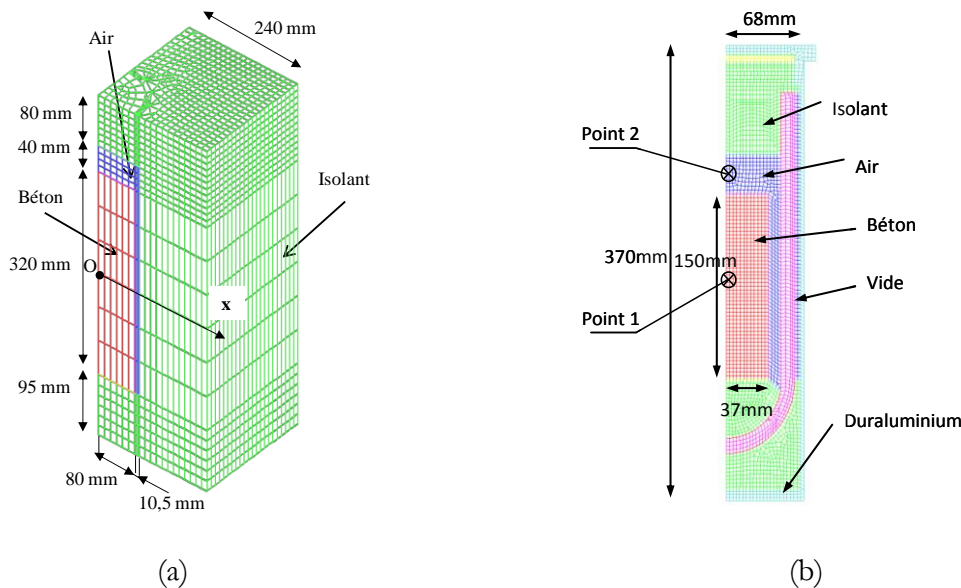 Air
240 mm
80 mm
40 mm
Béton
Isolant
320 mm
O
x
95 mm
80 mm
10,5 mm
(a)
68mm
Isolant
Point 2
Air
Béton
370mm
150mm
Vide
Point 1
37mm
Duraluminium
(b)